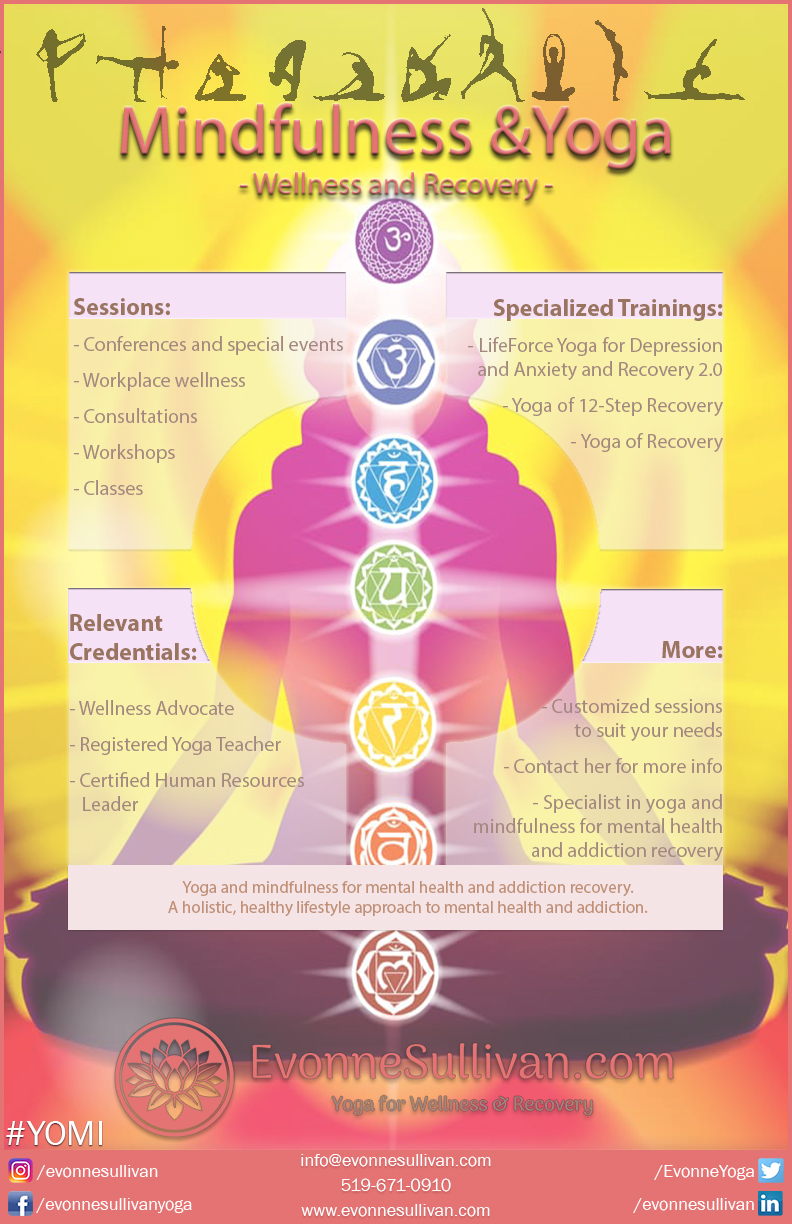 Mindfulness &Yoga
- Wellness and Recovery -
ॐ
Sessions:
- Conferences and special events
- Workplace wellness
- Consultations
- Workshops
- Classes
Specialized Trainings:
- LifeForce Yoga for Depression
and Anxiety and Recovery 2.0
- Yoga of 12-Step Recovery
- Yoga of Recovery
ॐ
हं
यं
Relevant
Credentials:
- Wellness Advocate
- Registered Yoga Teacher
- Certified Human Resources
Leader
More:
- Customized sessions
to suit your needs
- Contact her for more info
- Specialist in yoga and
mindfulness for mental health
and addiction recovery
रं
वं
Yoga and mindfulness for mental health and addiction recovery.
A holistic, healthy lifestyle approach to mental health and addiction.
लं
EvonneSullivan.com
Yoga for Wellness & Recovery
#YOMI
/evonnesullivan
/evonnesullivanyoga
info@evonnesullivan.com
519-671-0910
www.evonnesullivan.com
/EvonneYoga
/evonnesullivan